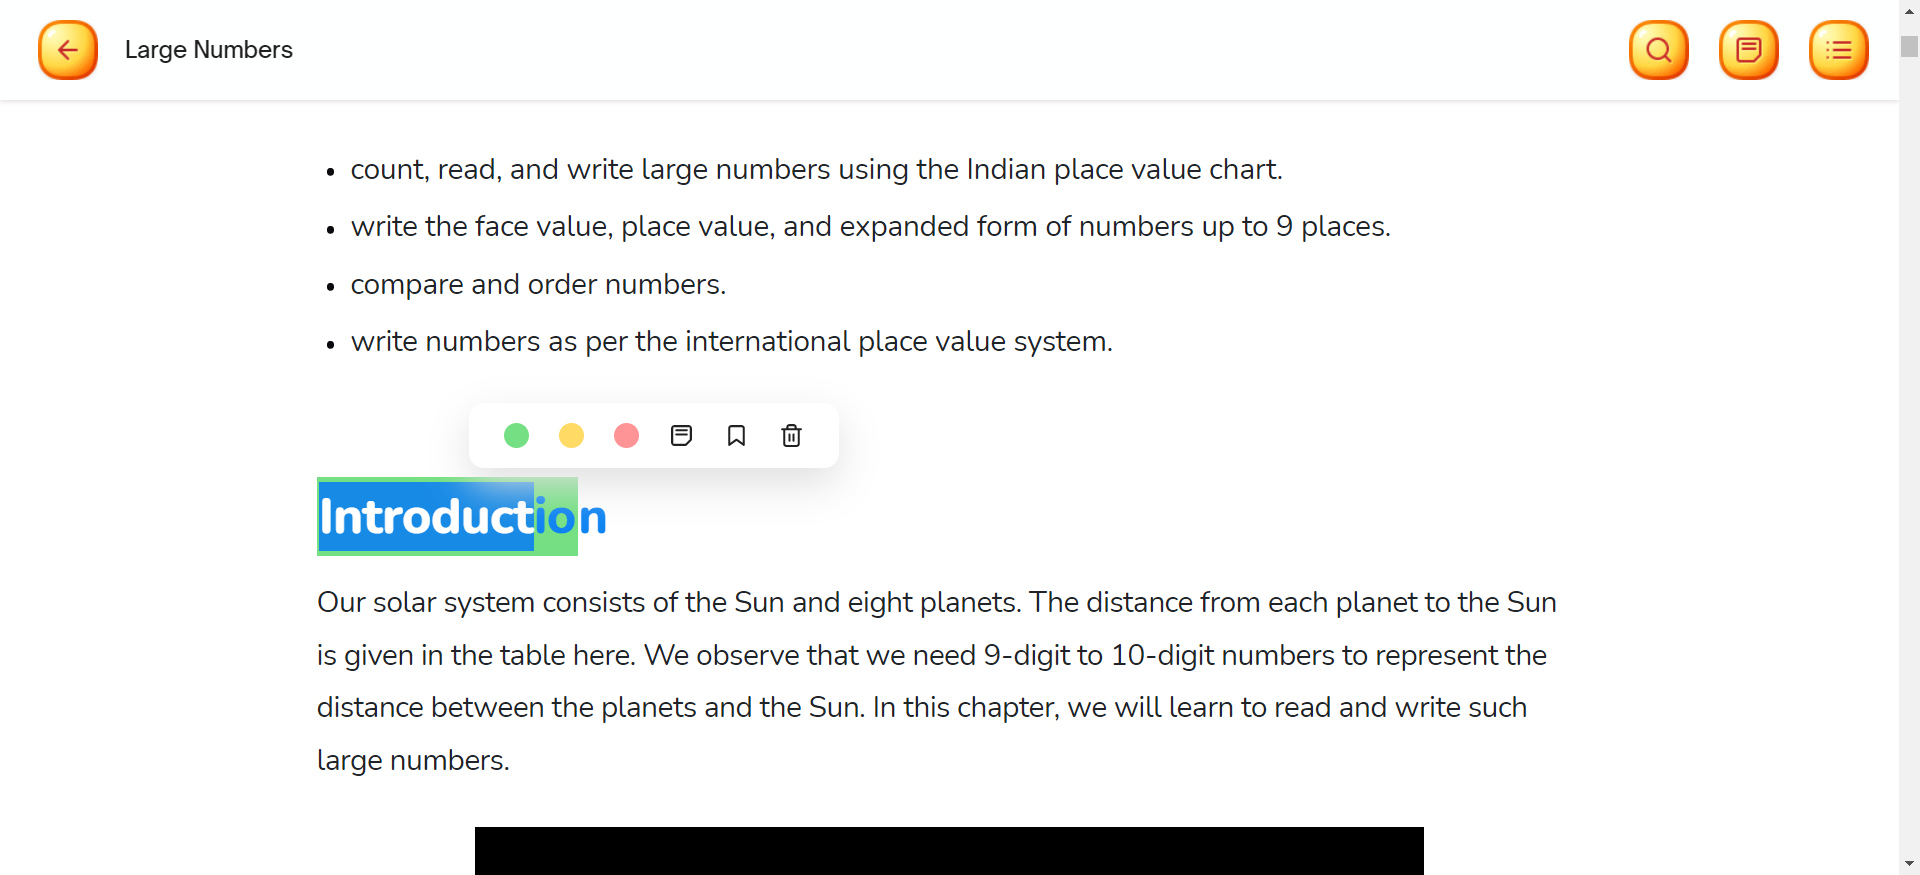 Large Numbers
• count, read, and write large numbers using the Indian place value chart.
• write the face value, place value, and expanded form of numbers up to 9 places.
• compare and order numbers.
• write numbers as per the international place value system.
Introduction
Our solar system consists of the Sun and eight planets. The distance from each planet to the Sun
is given in the table here. We observe that we need 9-digit to 10-digit numbers to represent the
distance between the planets and the Sun. In this chapter, we will learn to read and write such
large numbers.